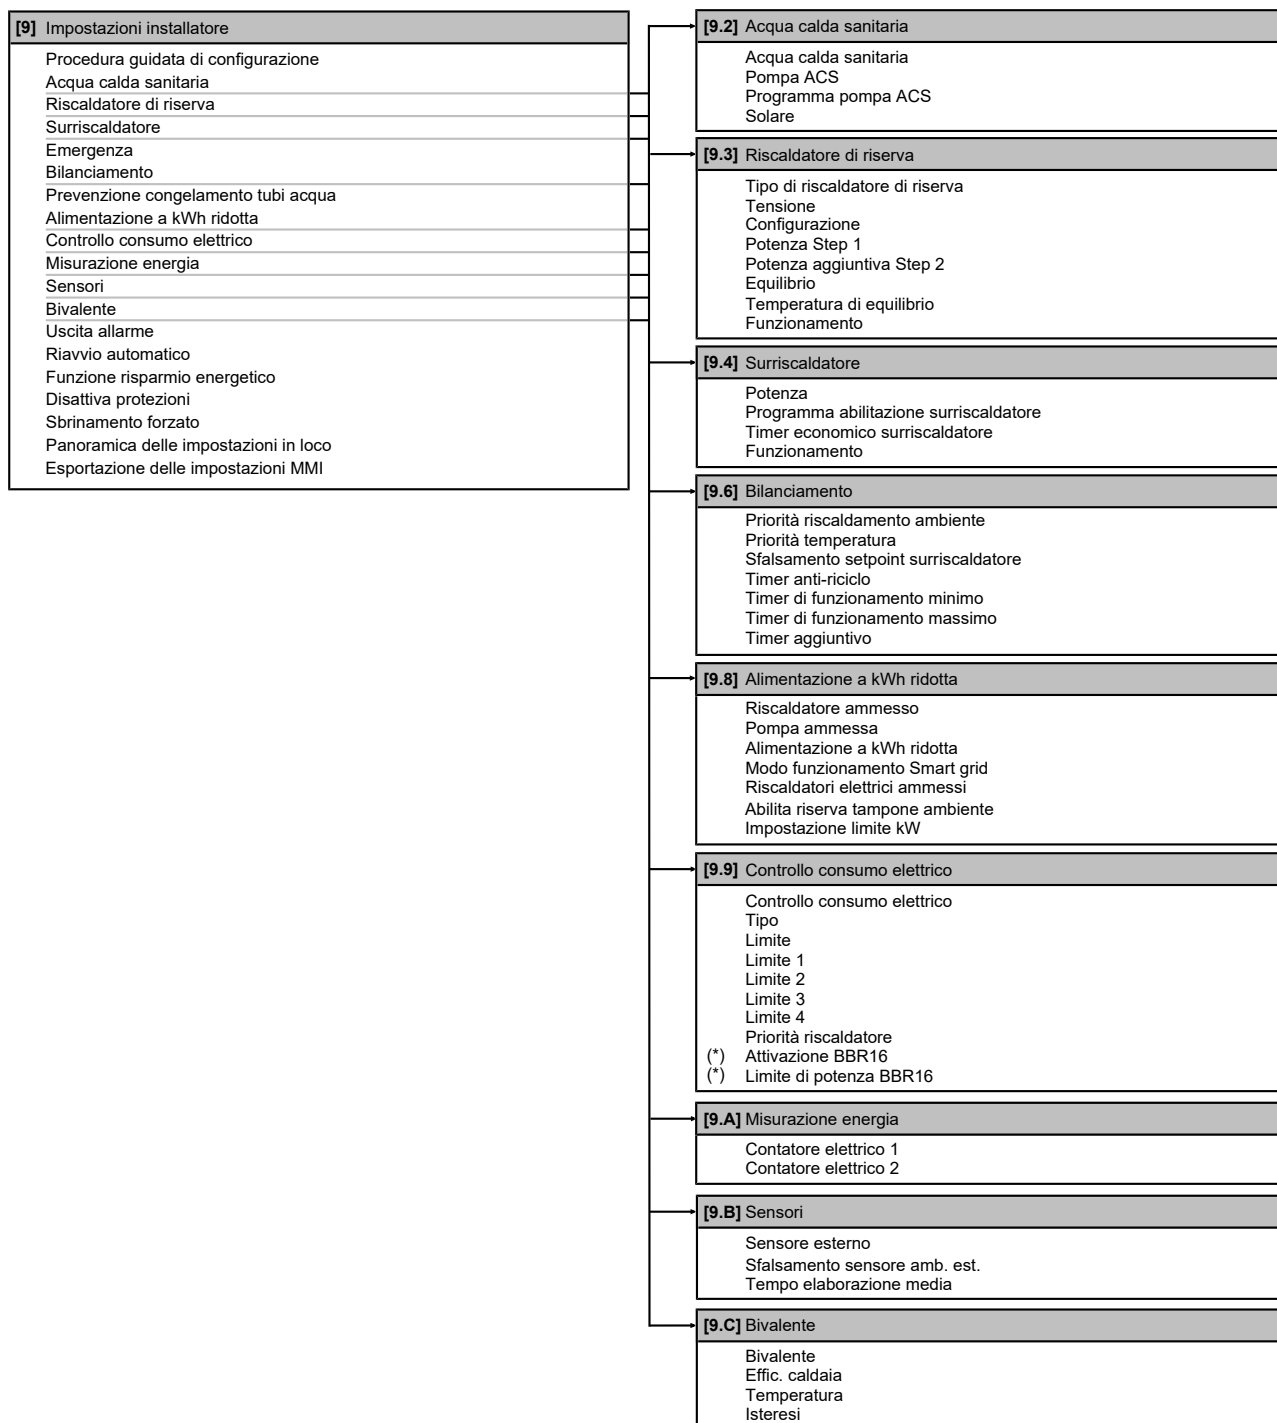 [9] Impostazioni installatore
Procedura guidata di configurazione
Acqua calda sanitaria
Riscaldatore di riserva
Surriscaldatore
Emergenza
Bilanciamento
Prevenzione congelamento tubi acqua
Alimentazione a kWh ridotta
Controllo consumo elettrico
Misurazione energia
Sensori
Bivalente
Uscita allarme
Riavvio automatico
Funzione risparmio energetico
Disattiva protezioni
Sbrinamento forzato
Panoramica delle impostazioni in loco
Esportazione delle impostazioni MMI
[9.2] Acqua calda sanitaria
Acqua calda sanitaria
Pompa ACS
Programma pompa ACS
Solare
[9.3] Riscaldatore di riserva
Tipo di riscaldatore di riserva
Tensione
Configurazione
Potenza Step 1
Potenza aggiuntiva Step 2
Equilibrio
Temperatura di equilibrio
Funzionamento
[9.4] Surriscaldatore
Potenza
Programma abilitazione surriscaldatore
Timer economico surriscaldatore
Funzionamento
[9.6] Bilanciamento
Priorità riscaldamento ambiente
Priorità temperatura
Sfalsamento setpoint surriscaldatore
Timer anti-riciclo
Timer di funzionamento minimo
Timer di funzionamento massimo
Timer aggiuntivo
[9.8] Alimentazione a kWh ridotta
Riscaldatore ammesso
Pompa ammessa
Alimentazione a kWh ridotta
Modo funzionamento Smart grid
Riscaldatori elettrici ammessi
Abilita riserva tampone ambiente
Impostazione limite kW
[9.9] Controllo consumo elettrico
Controllo consumo elettrico
Tipo
Limite
Limite 1
Limite 2
Limite 3
Limite 4
Priorità riscaldatore
(*) Attivazione BBR16
(*) Limite di potenza BBR16
[9.A] Misurazione energia
Contatore elettrico 1
Contatore elettrico 2
[9.B] Sensori
Sensore esterno
Sfalsamento sensore amb. est.
Tempo elaborazione media
[9.C] Bivalente
Bivalente
Effic. caldaia
Temperatura
Isteresi